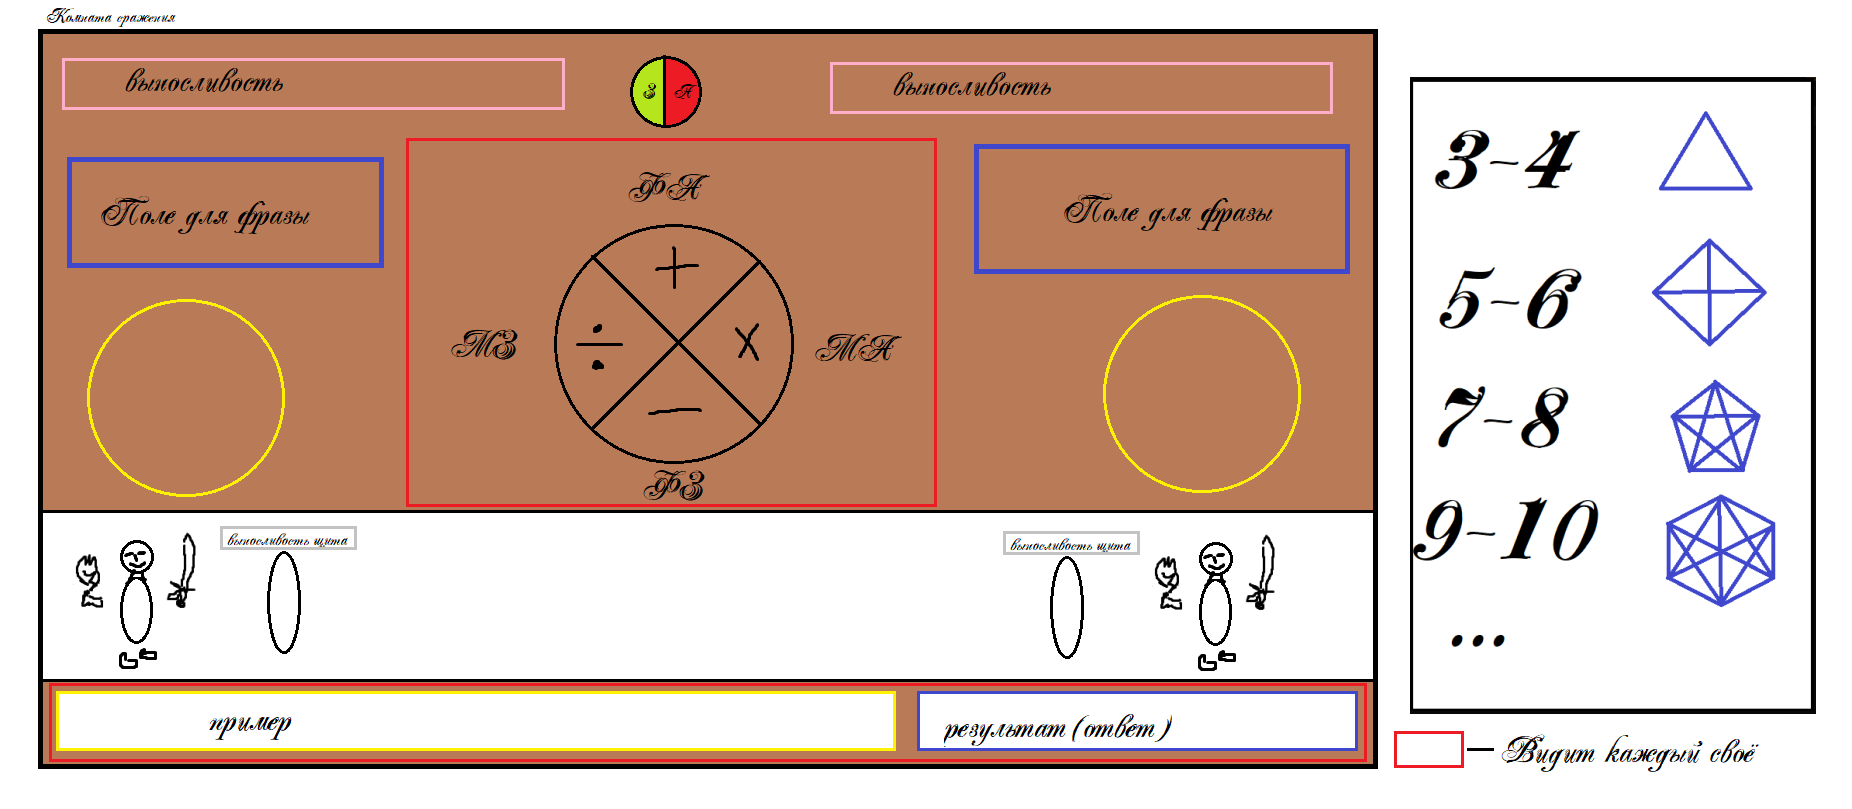 Комната сражения
выносливость
З А
выносливость
Поле для фразы
ФА
Поле для фразы
+
МЗ
÷
×
МА
−
ФЗ
выносливость щита
выносливость щита
пример
результат (ответ)
3-4
5-6
7-8
9-10
...
Видит каждый своё